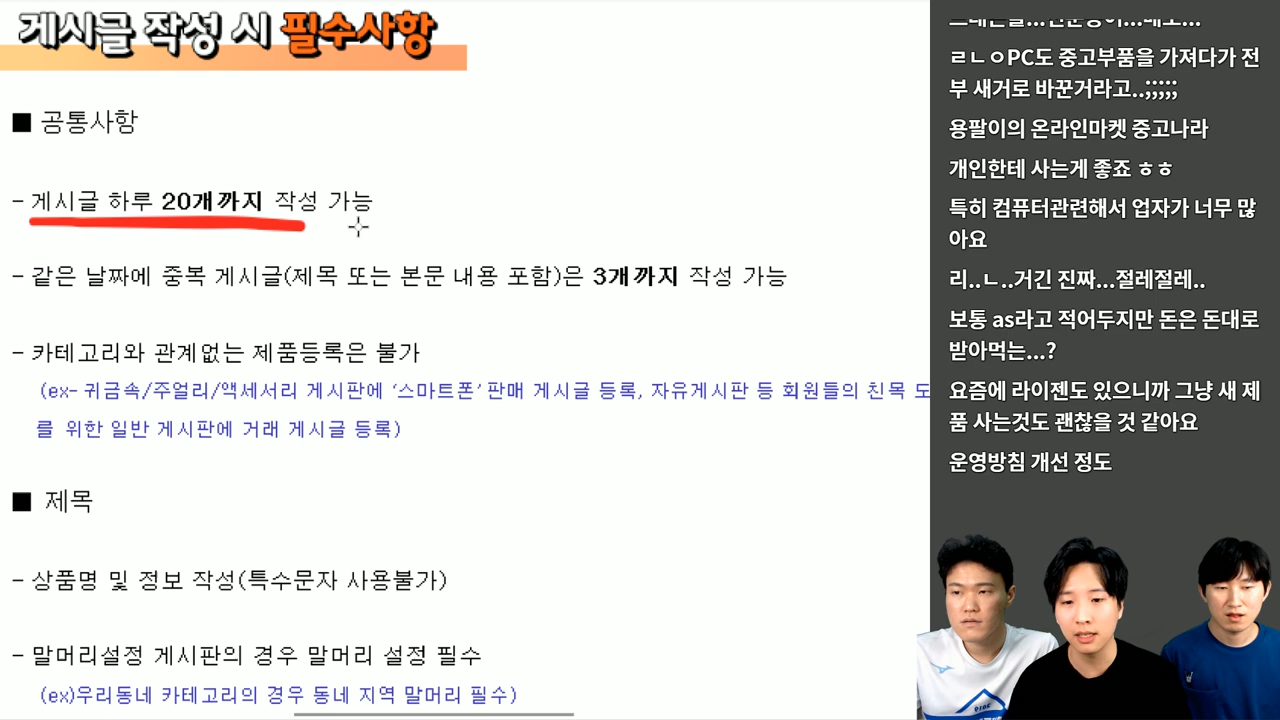 게시글 작성 시 필수사항
■ 공통사항
- 게시글 하루 20개까지 작성 가능
- 같은 날짜에 중복 게시글(제목 또는 본문 내용 포함)은 3개까지 작성 가능
- 카테고리와 관계없는 제품등록은 불가
(ex- 귀금속/주얼리/액세서리 게시판에 ‘스마트폰’ 판매 게시글 등록, 자유게시판 등 회원들의 친목 도
를 위한 일반 게시판에 거래 게시글 등록)
■ 제목
- 상품명 및 정보 작성(특수문자 사용불가)
- 말머리설정 게시판의 경우 말머리 설정 필수
(ex)우리동네 카테고리의 경우 동네 지역 말머리 필수)
ㄹㄴㅇPC도 중고부품을 가져다가 전
부 새거로 바꾼거라고..;;;;;
용팔이의 온라인마켓 중고나라
개인한테 사는게 좋죠 ㅎㅎ
특히 컴퓨터관련해서 업자가 너무 많
아요
리..ㄴ..거긴 진짜...절레절레..
보통 as라고 적어두지만 돈은 돈대로
받아먹는...?
요즘에 라이젠도 있으니까 그냥 새 제
품 사는것도 괜찮을 것 같아요
운영방침 개선 정도